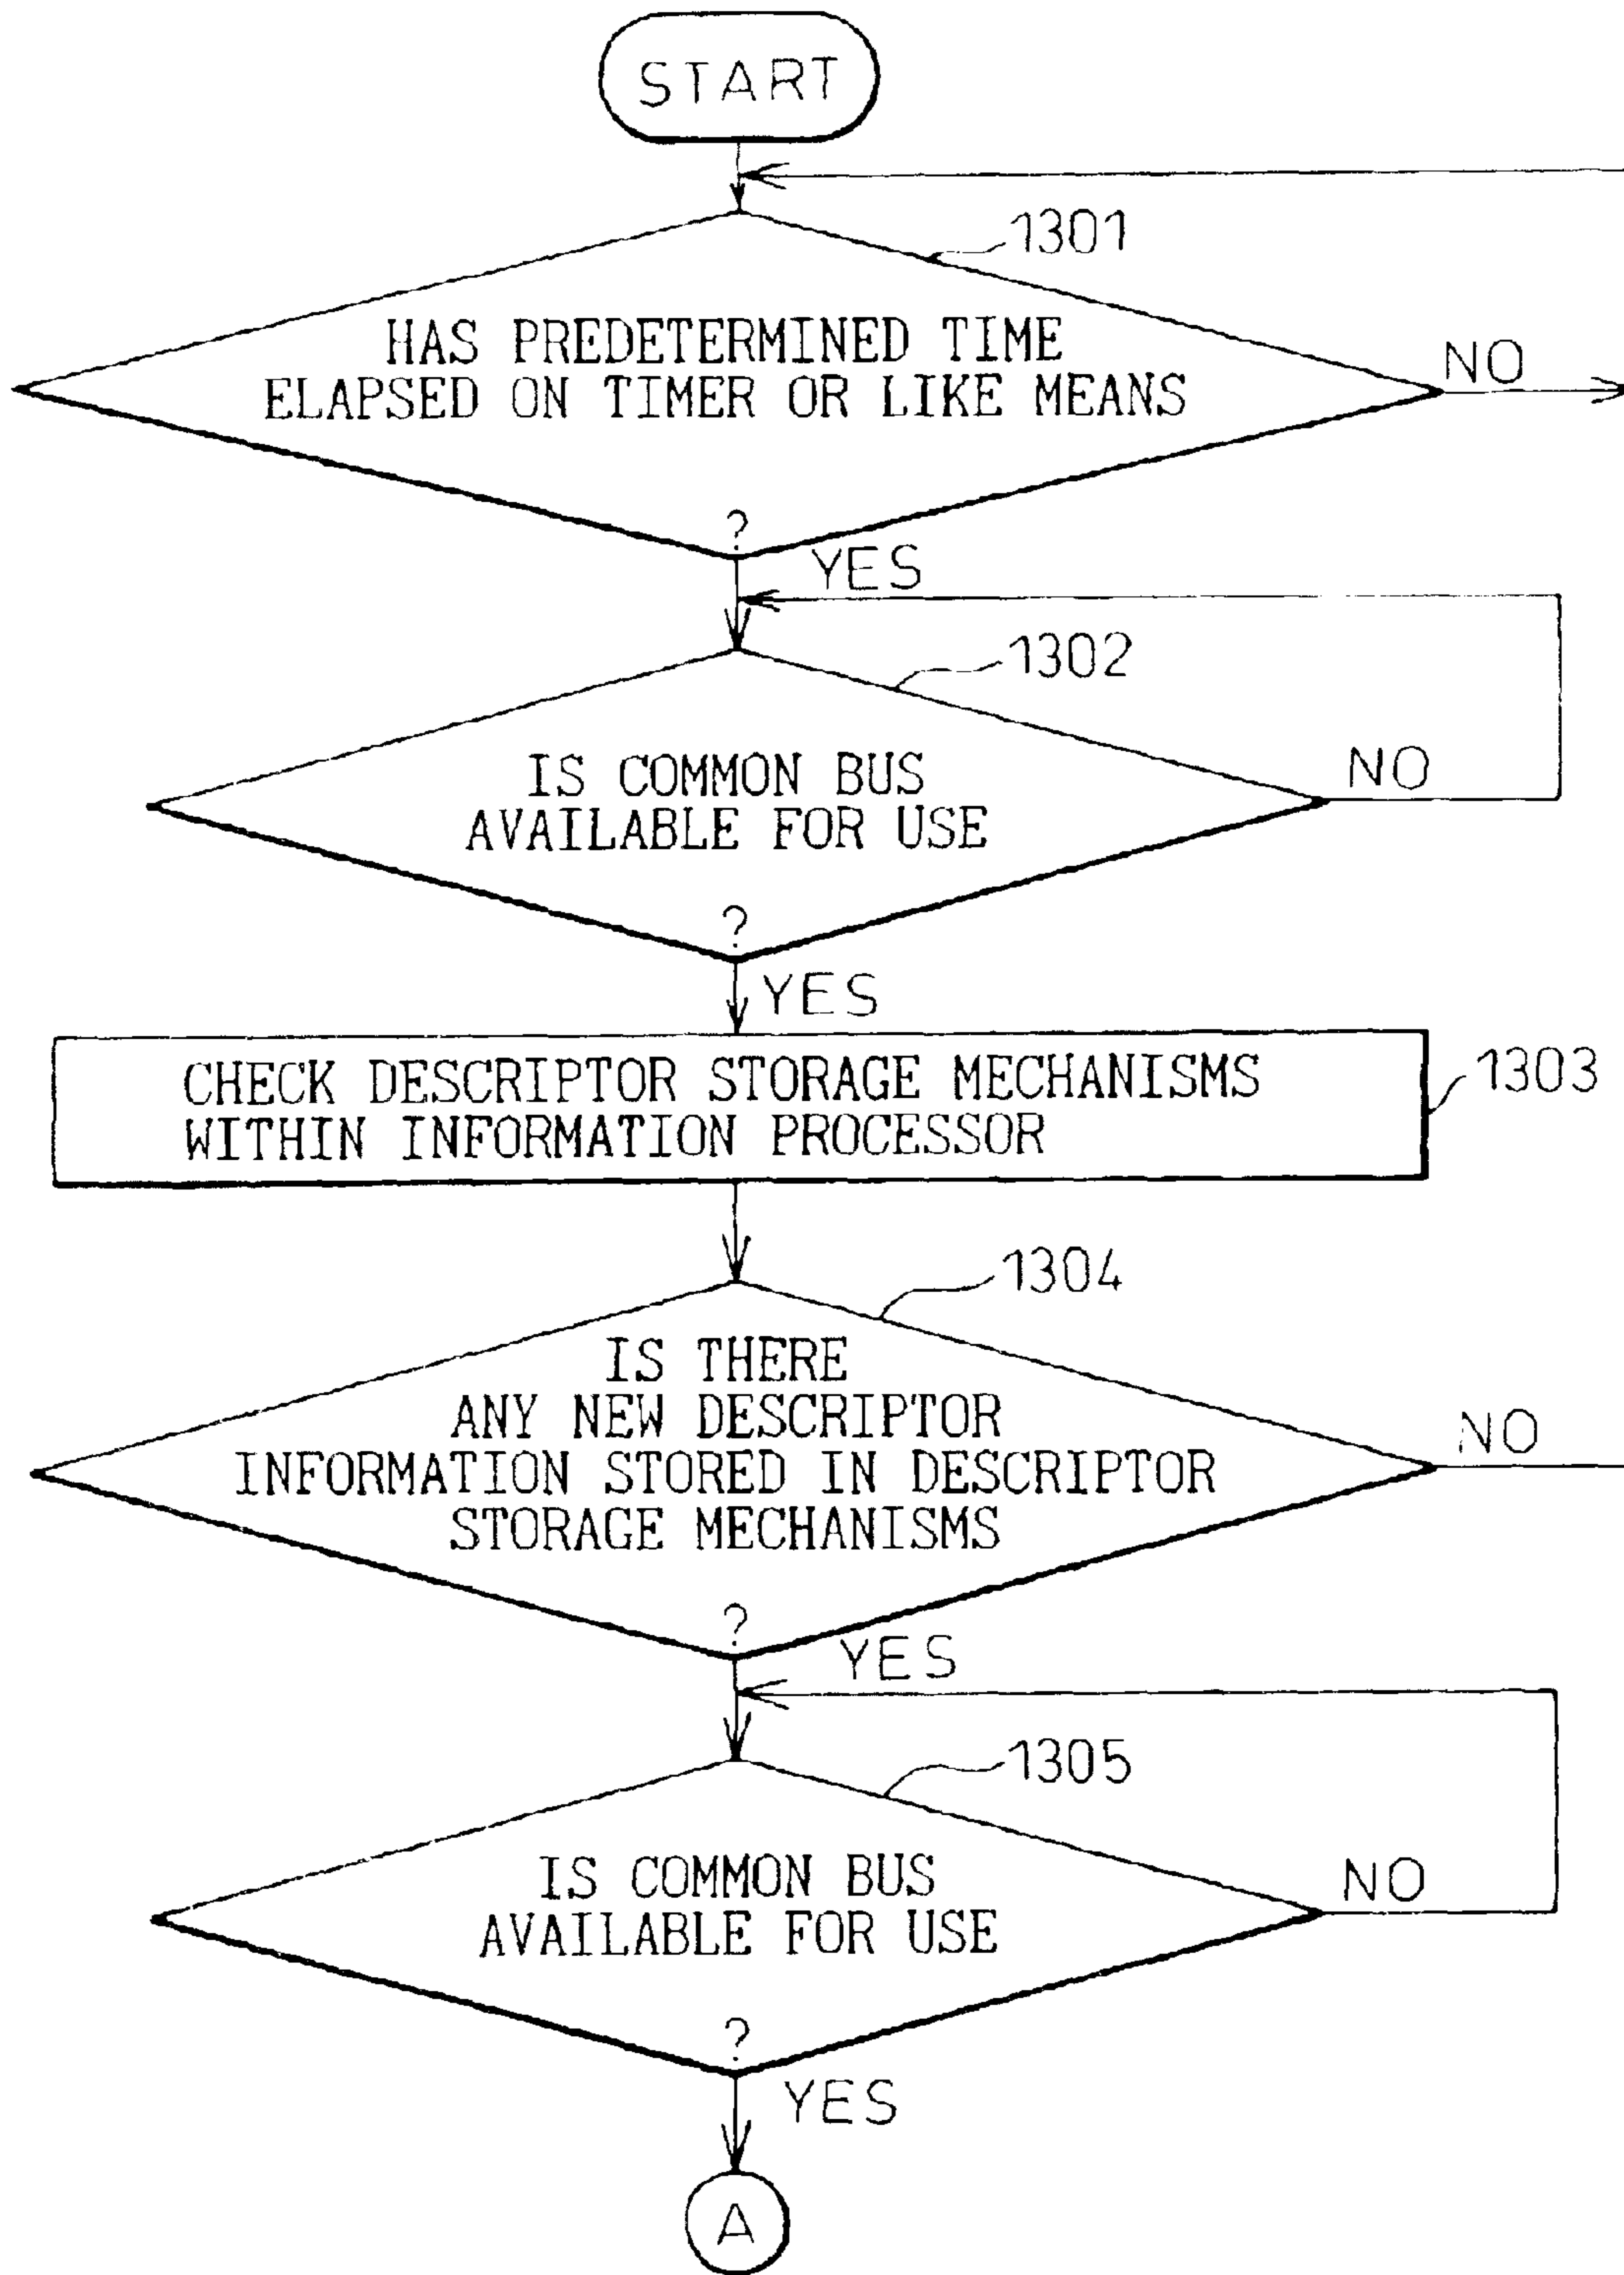 START
1301
HAS PREDETERMINED TIME
ELAPSED ON TIMER OR LIKE MEANS
?
NO
YES
1302
IS COMMON BUS
AVAILABLE FOR USE
?
NO
YES
CHECK DESCRIPTOR STORAGE MECHANISMS
WITHIN INFORMATION PROCESSOR
1303
1304
IS THERE
ANY NEW DESCRIPTOR
INFORMATION STORED IN DESCRIPTOR
STORAGE MECHANISMS
?
NO
YES
1305
IS COMMON BUS
AVAILABLE FOR USE
?
NO
YES
A